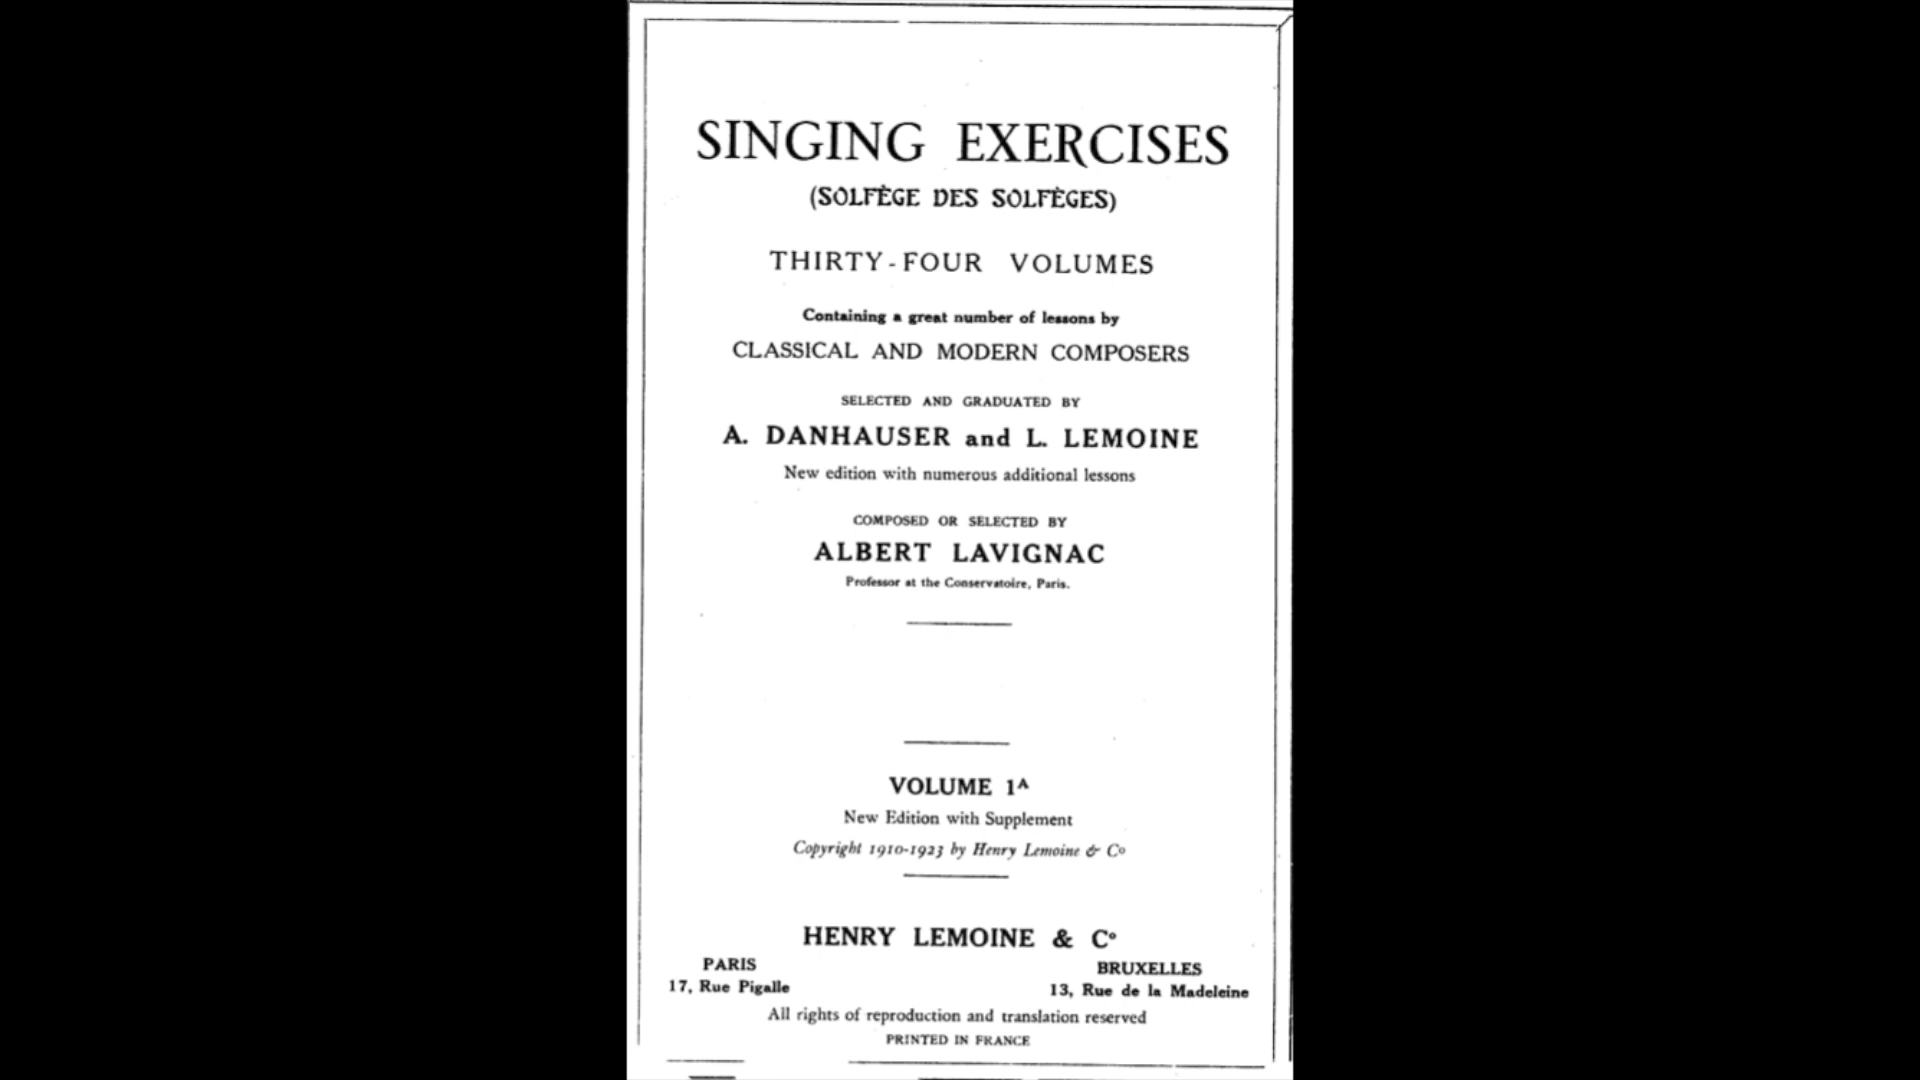 SINGING EXERCISES
(SOLFÈGE DES SOLFÈGES)
THIRTY-FOUR VOLUMES
Containing a great number of lessons by
CLASSICAL AND MODERN COMPOSERS
SELECTED AND GRADUATED BY
A. DANHAUSER and L. LEMOINE
New edition with numerous additional lessons
COMPOSED OR SELECTED BY
ALBERT LAVIGNAC
Professor at the Conservatoire, Paris.
VOLUME 1ᴬ
New Edition with Supplement
Copyright 1910-1923 by Henry Lemoine & Cº
HENRY LEMOINE & Cº
PARIS
17, Rue Pigalle
BRUXELLES
13, Rue de la Madeleine
All rights of reproduction and translation reserved
PRINTED IN FRANCE